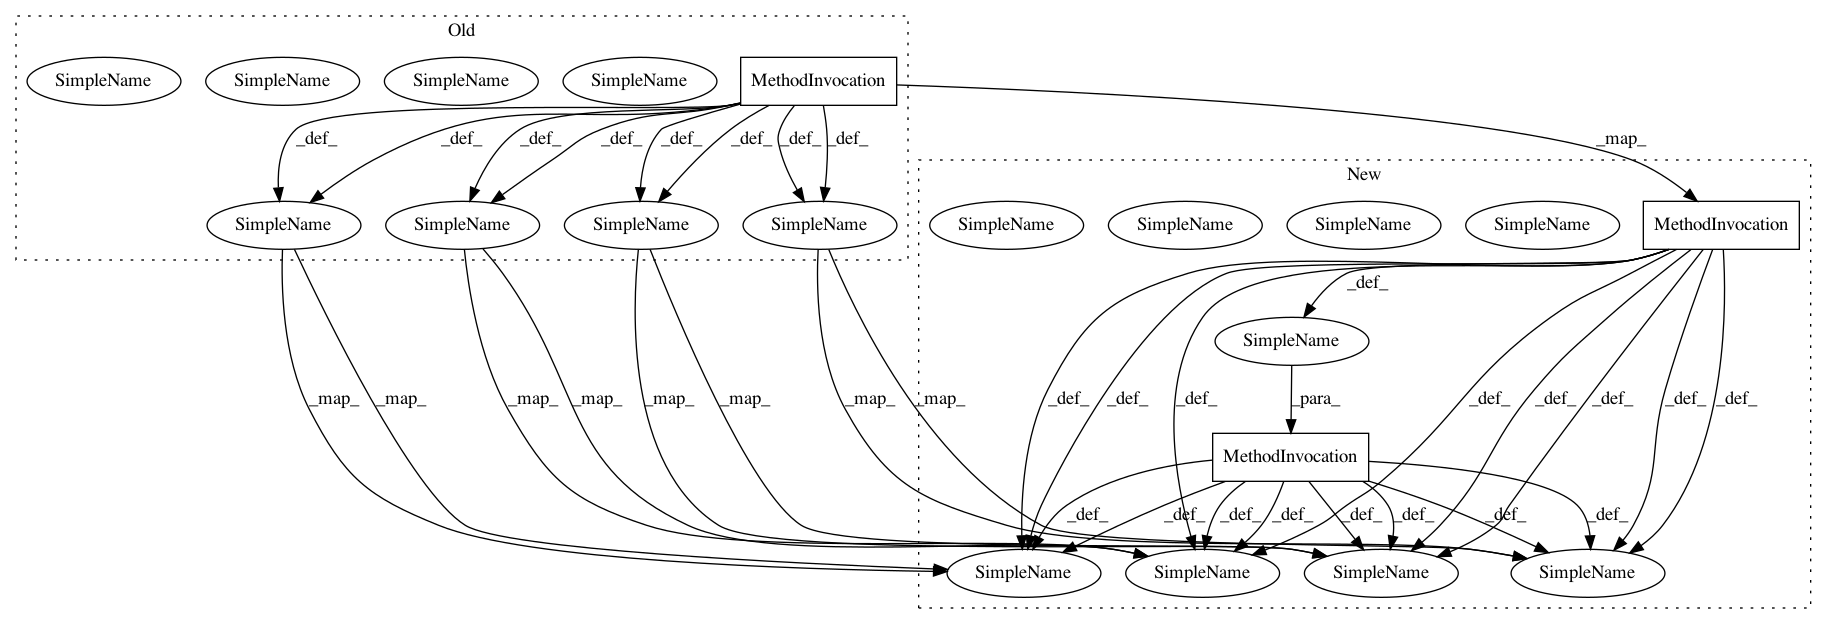 Old
SimpleName SimpleName SimpleName SimpleName MethodInvocation
_def_ _def_ _def_ _def_ _def_ _def_ _def_ _def_ _map_
New
SimpleName SimpleName SimpleName SimpleName
SimpleName SimpleName SimpleName SimpleName MethodInvocation
_def_
SimpleName
_map_ _map_ _map_ _map_ _map_ _map_ _map_ _map_ _def_ _def_ _def_ _para_ _def_ _def_ _def_ _def_ _def_
MethodInvocation
_def_ _def_ _def_ _def_ _def_ _def_ _def_ _def_
SimpleName SimpleName SimpleName SimpleName